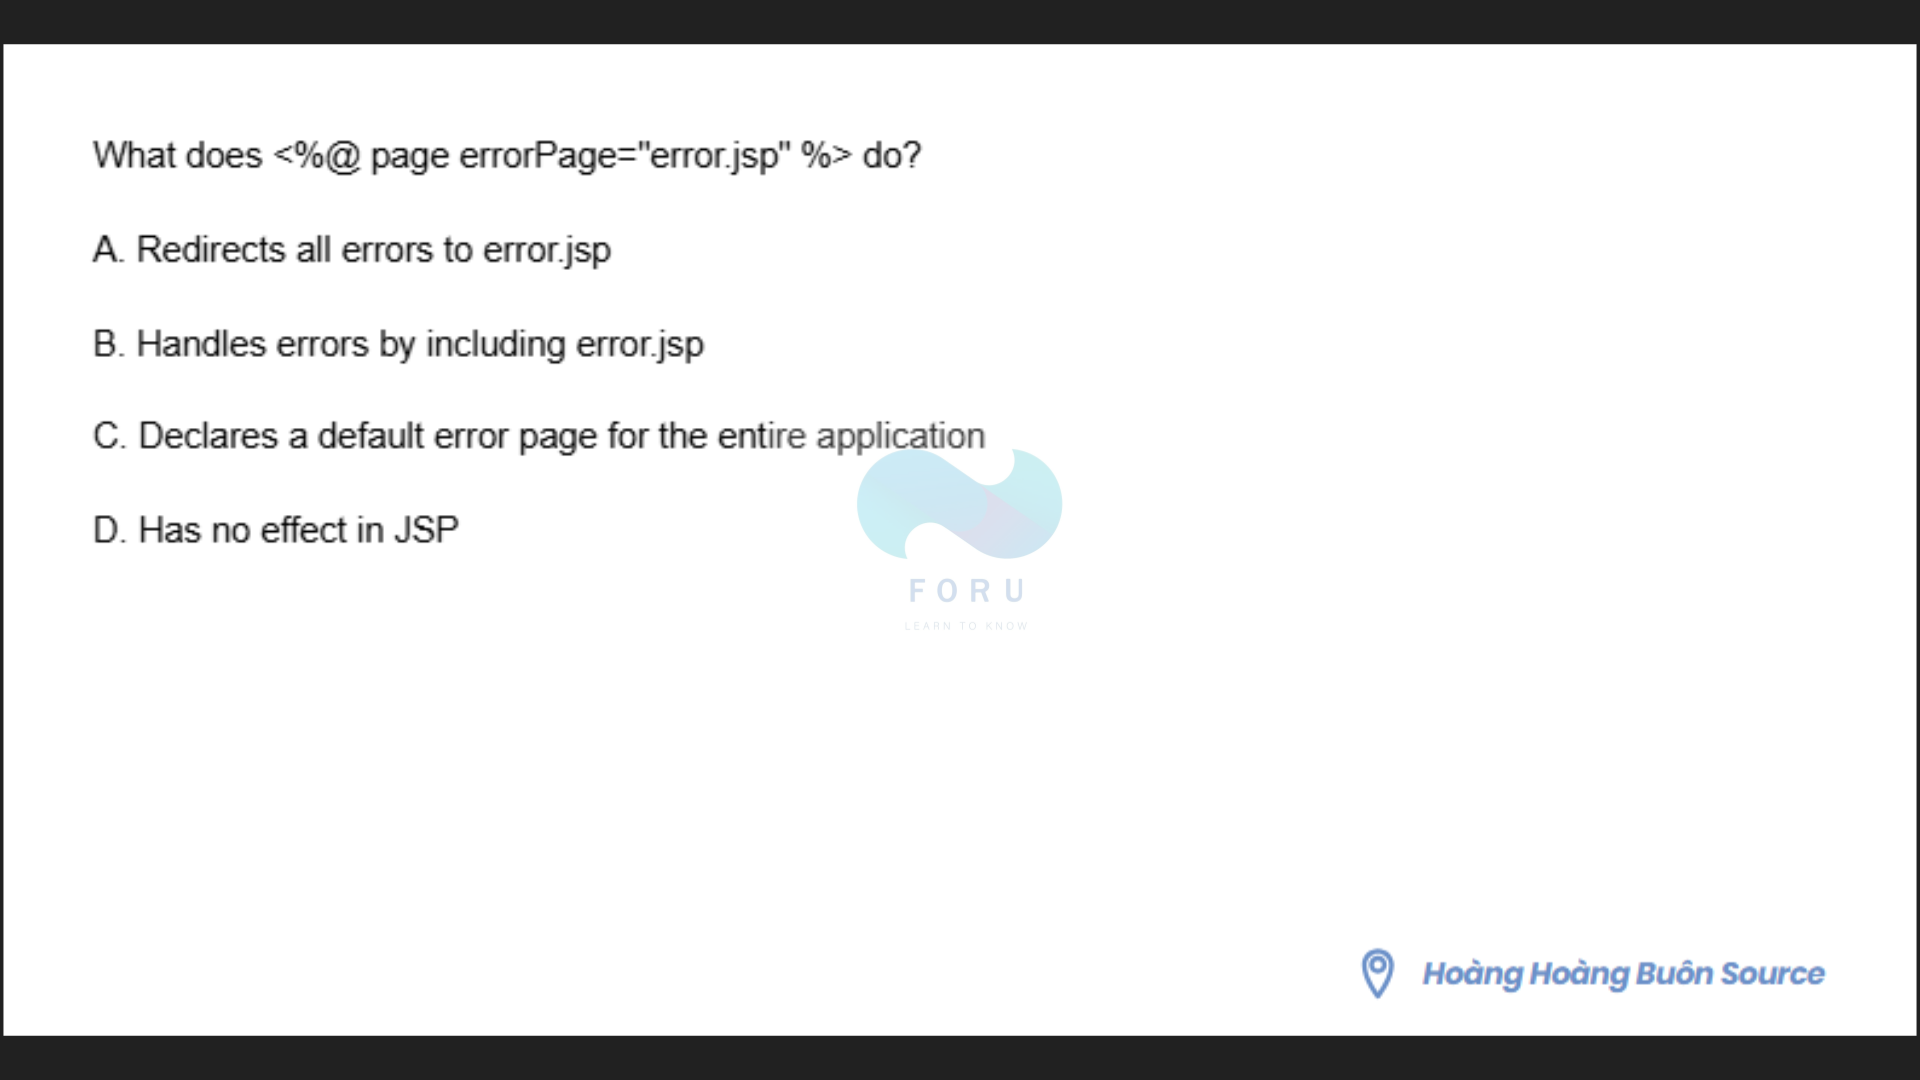 What does <%@ page errorPage="error.jsp" %> do?
A. Redirects all errors to error.jsp
B. Handles errors by including error.jsp
C. Declares a default error page for the entire application
D. Has no effect in JSP
FORU
LEARN TO KNOW
Hoàng Hoàng Buôn Source